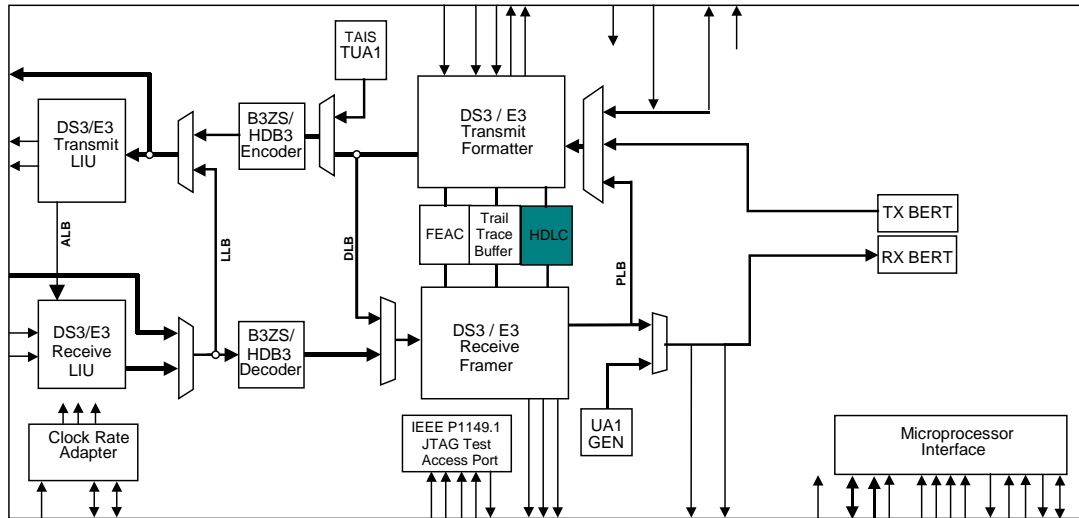 TAIS
TUA1
DS3/E3
Transmit
LIU
B3ZS/
HDB3
Encoder
DS3 / E3
Transmit
Formatter
FEAC
Trail
Trace
Buffer
HDLC
TX BERT
RX BERT
ALB
LLB
DLB
PLB
DS3/E3
Receive
LIU
B3ZS/
HDB3
Decoder
DS3 / E3
Receive
Framer
UA1
GEN
Clock Rate
Adapter
IEEE P1149.1
JTAG Test
Access Port
Microprocessor
Interface